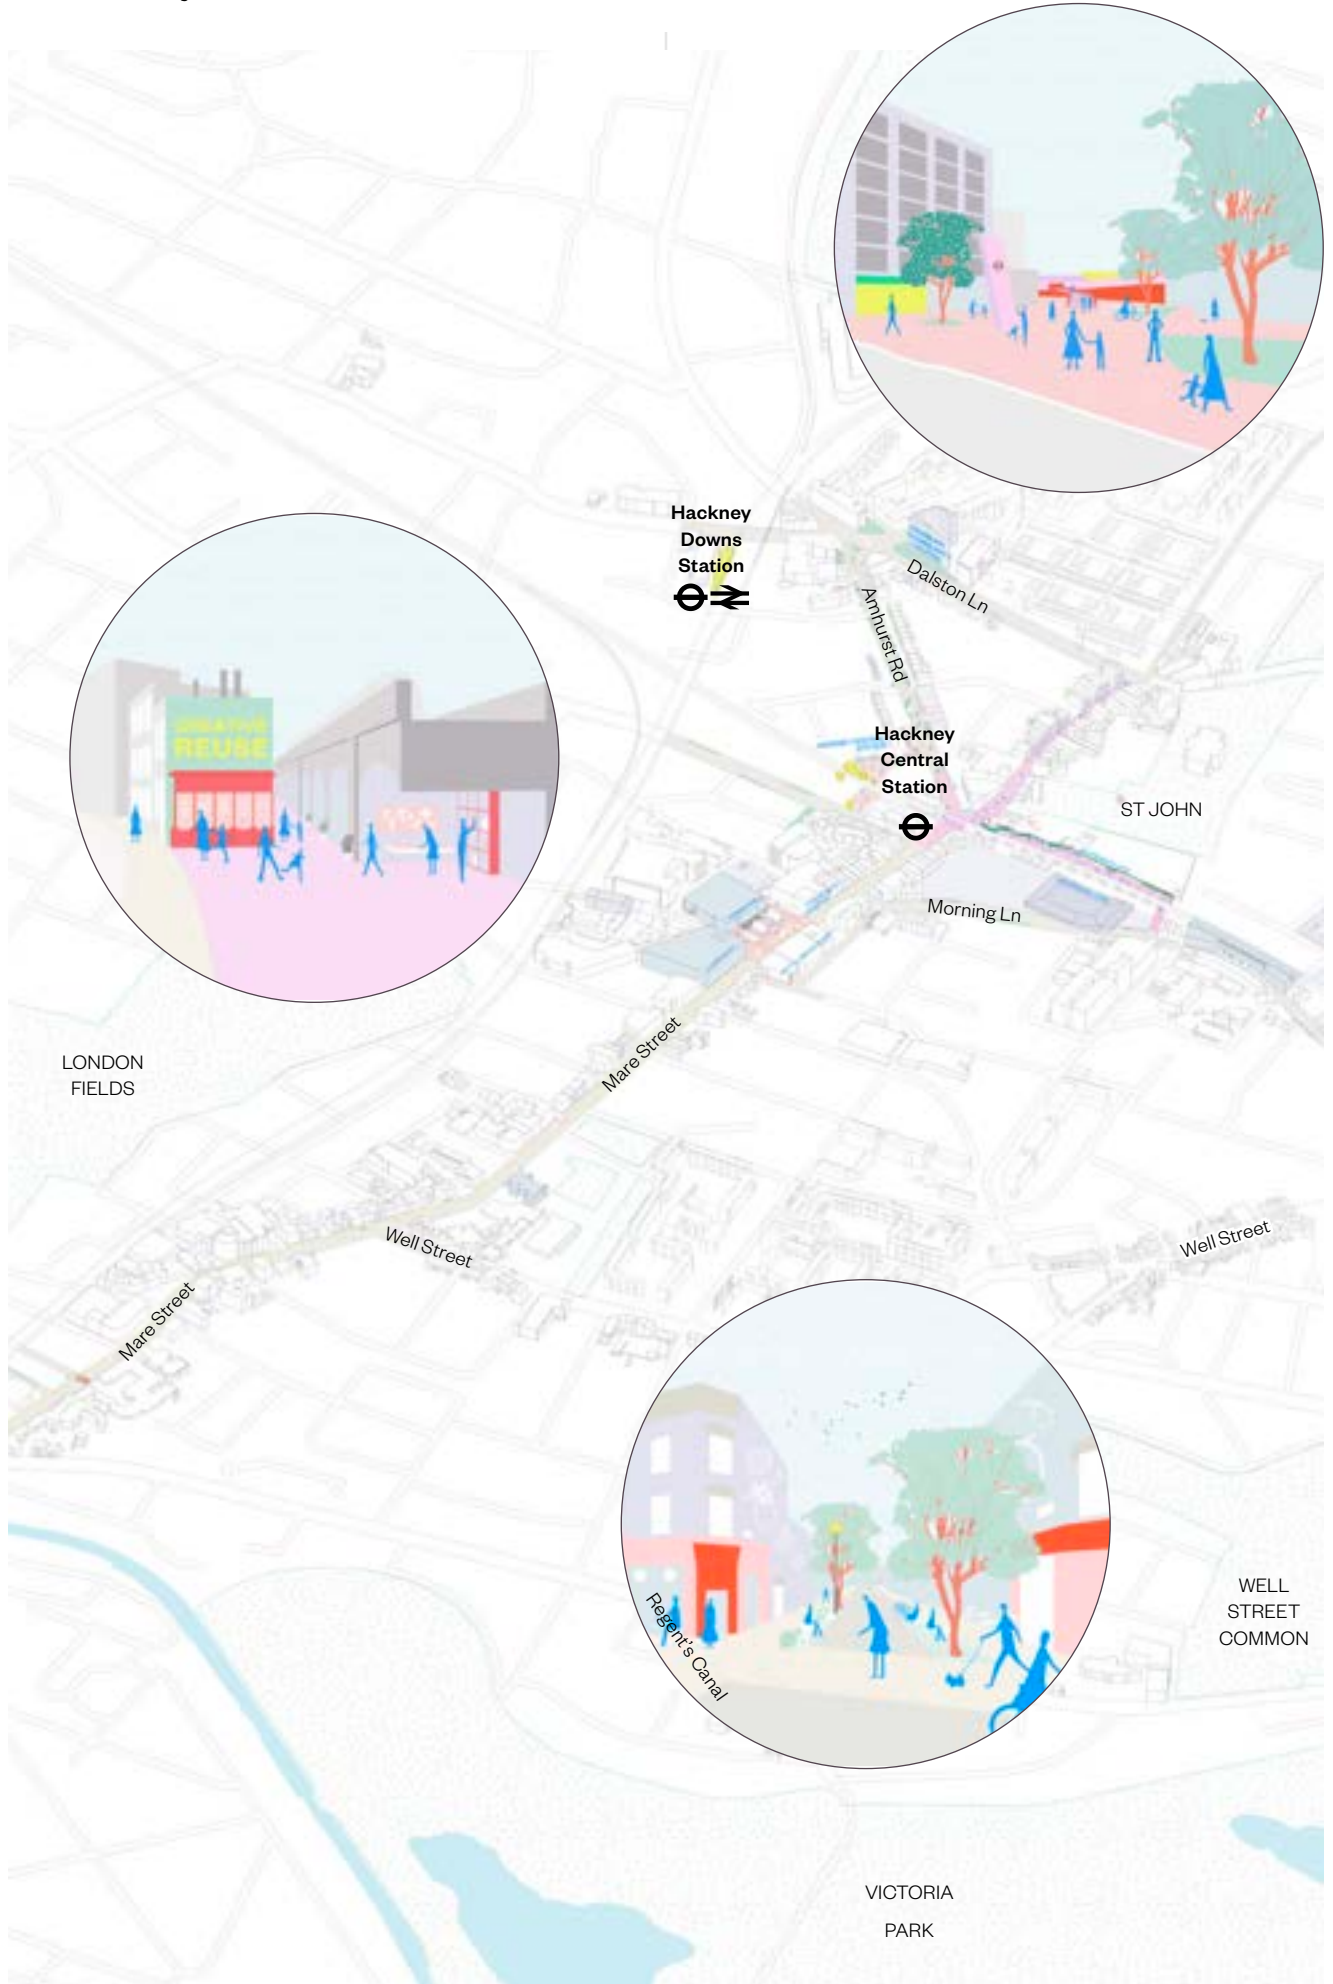 Hackney
Downs
Station
Dalston Ln
Amhurst Rd
CREATIVE
REUSE
Hackney
Central
Station
ST JOHN
Morning Ln
Mare Street
LONDON
FIELDS
Well Street
Well Street
Mare Street
Regent's Canal
WELL
STREET
COMMON
VICTORIA
PARK